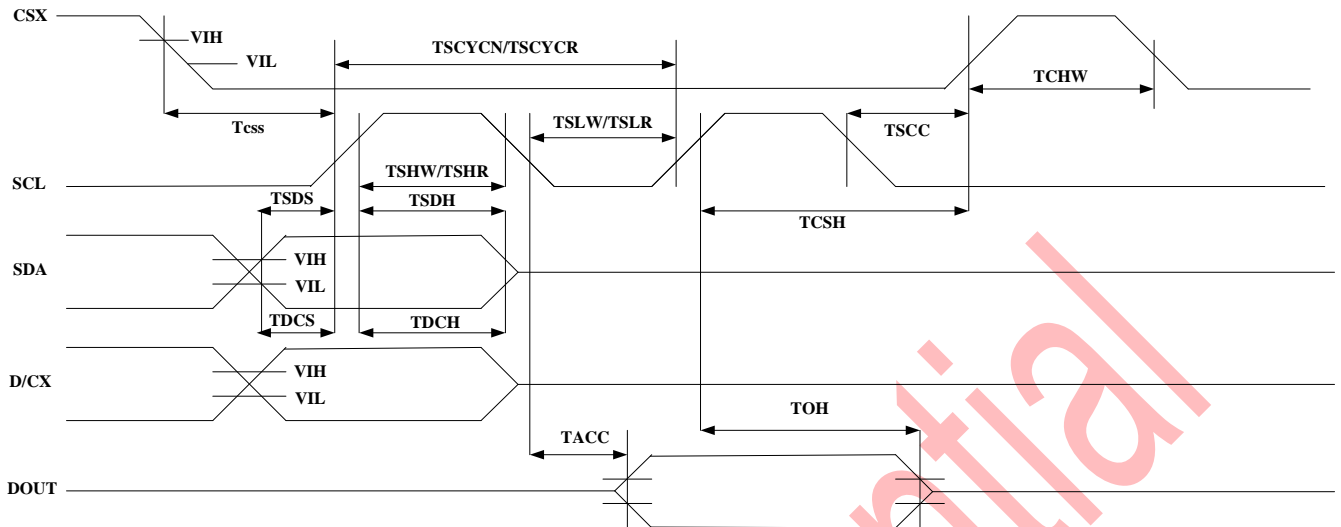 CSX
VIH
VIL
TSCYCN/TSCYCR
TCHW
Tcss
TSLW/TSLR
TSCC
SCL
TSHW/TSHR
TSDS
TSDH
TCSH
SDA
VIH
VIL
TDCS
TDCH
D/CX
VIH
VIL
TOH
TACC
DOUT
ntial